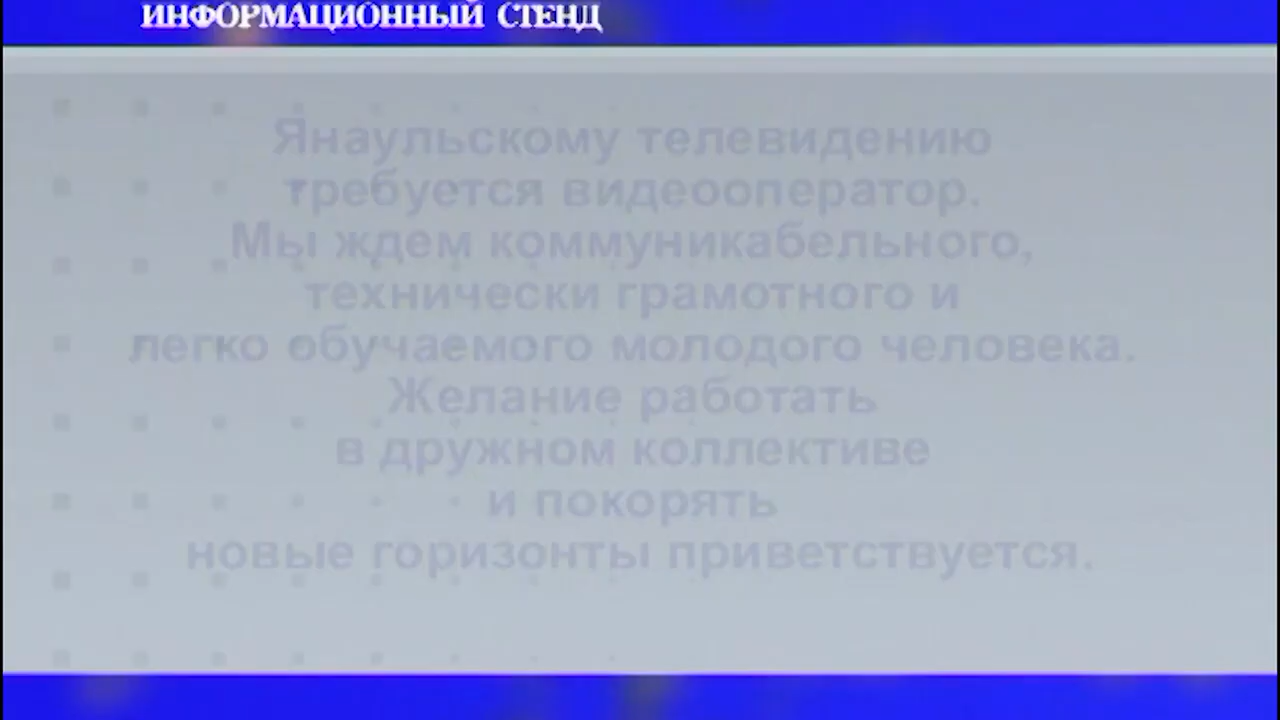 ИНФОРМАЦИОННЫЙ СТЕНД
Янаульскому телевидению
требуется видеооператор.
Мы ждем коммуникабельного,
технически грамотного и
легко обучаемого молодого человека.
Желание работать
в дружном коллективе
и покорять
новые горизонты приветствуется.